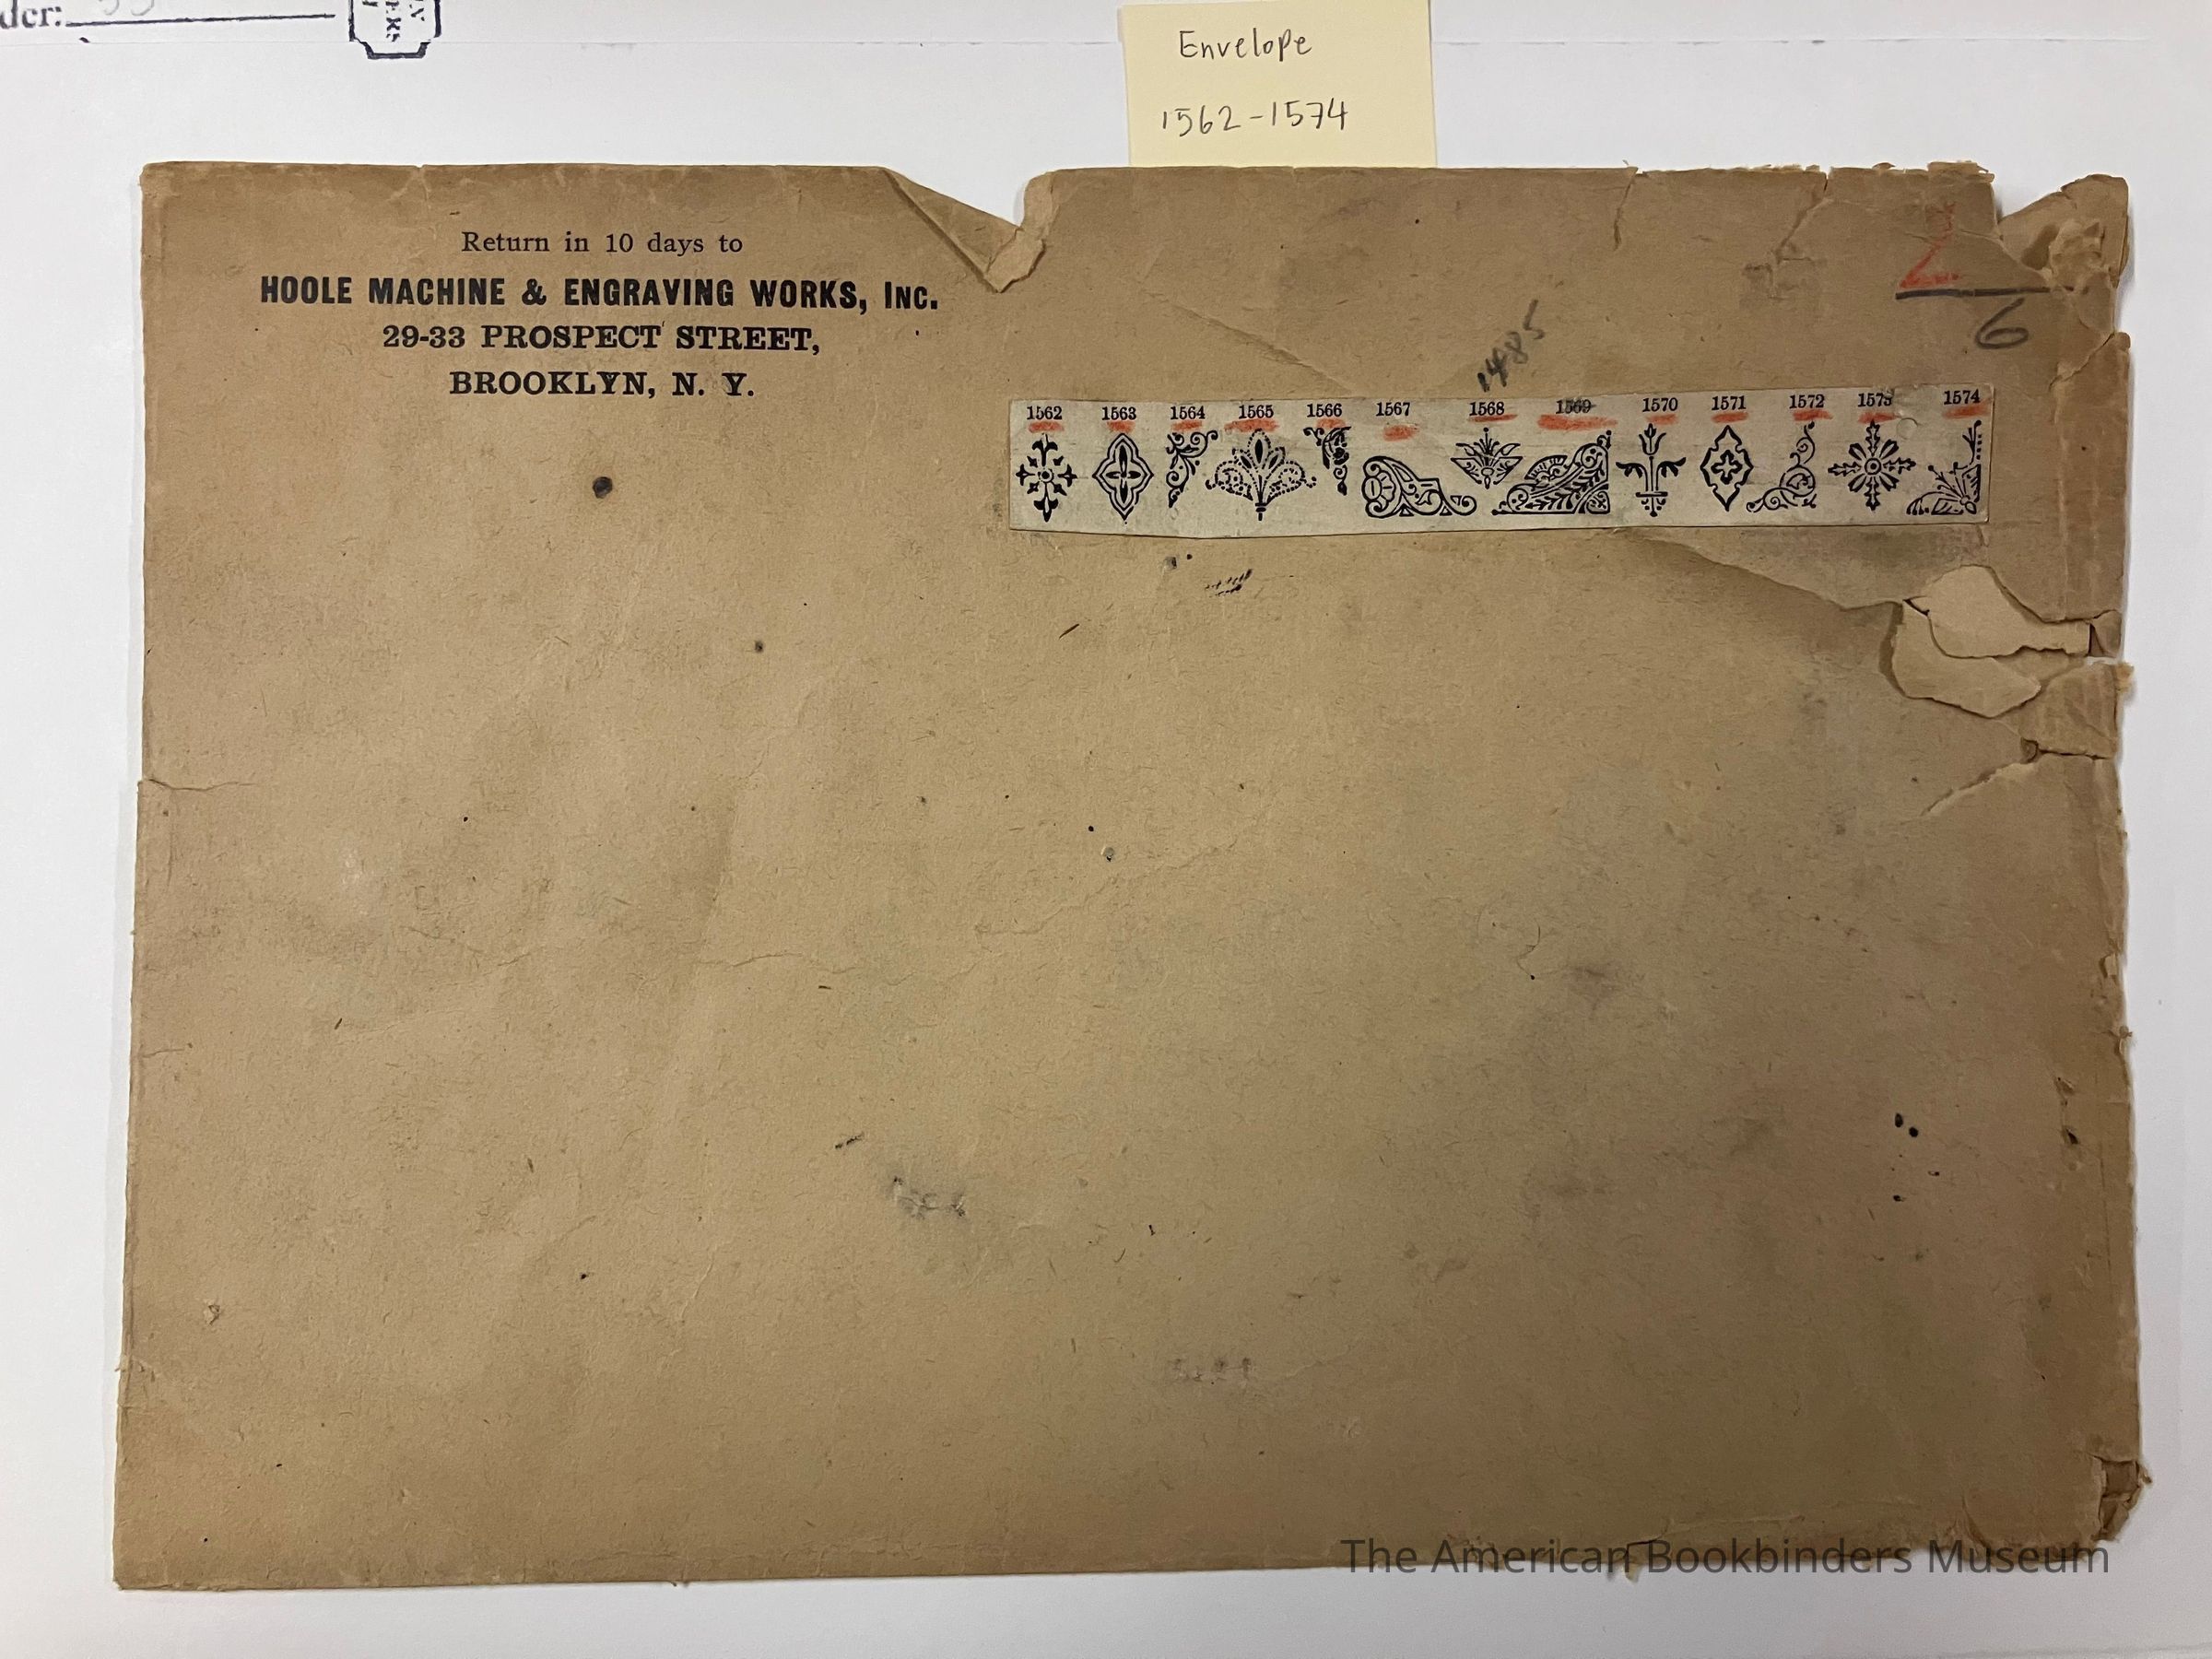 der:
Envelope
1562-1574
Return in 10 days to
HOOLE MACHINE & ENGRAVING WORKS, INC.
29-33 PROSPECT STREET,
BROOKLYN, N. Y.
6
1485
1562 1563 1564 1565 1566 1567 1568 1569 1570 1571 1572 1573 1574
The American Bookbinders Museum